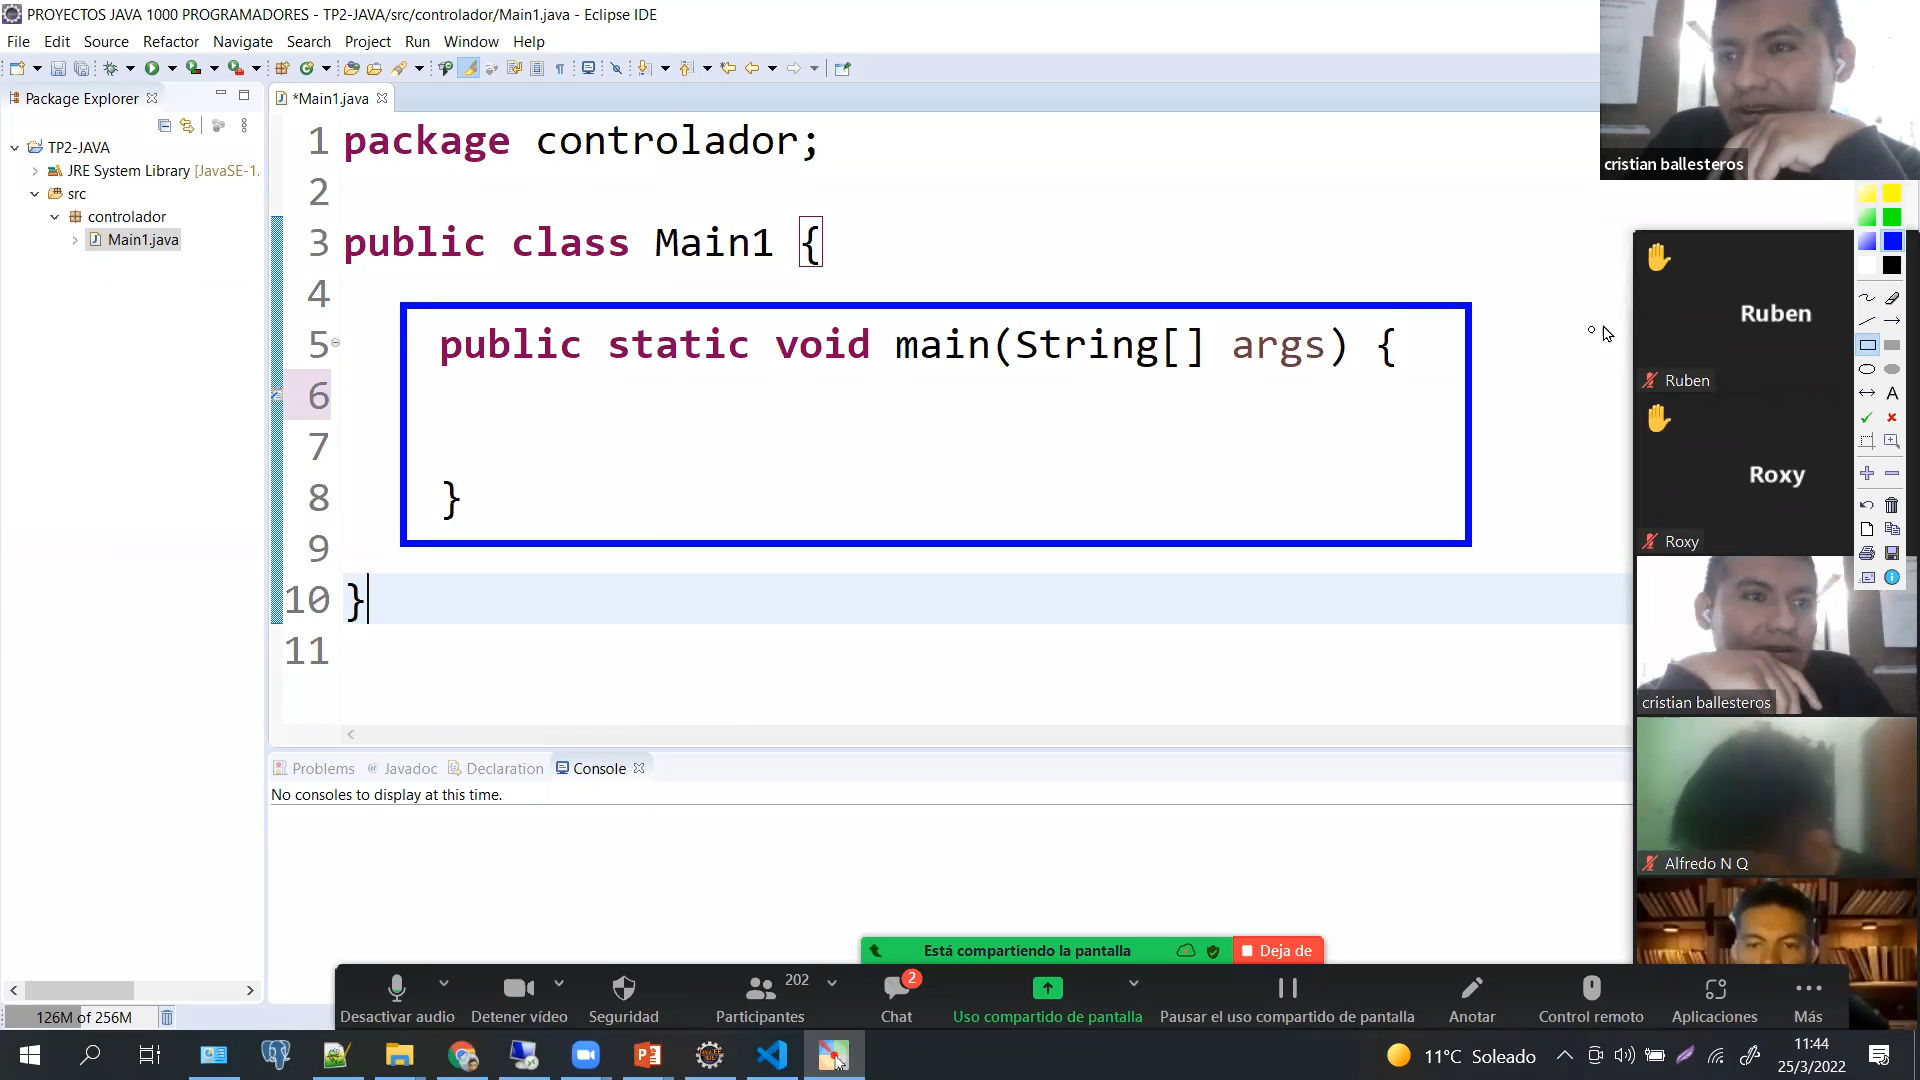 PROYECTOS JAVA 1000 PROGRAMADORES - TP2-JAVA/src/controlador/Main1.java - Eclipse IDE
File Edit Source Refactor Navigate Search Project Run Window Help
Package Explorer
TP2-JAVA
JRE System Library [JavaSE-1.
src
controlador
Main1.java
*Main1.java
1 package controlador;
2
3 public class Main1 {
4
5 public static void main(String[] args) {
6
7
8 }
9
10 }
11
Problems Javadoc Declaration Console
No consoles to display at this time.
cristian ballesteros
Ruben
Ruben
Roxy
Roxy
cristian ballesteros
Alfredo N Q
A
Está compartiendo la pantalla Deja de
202
2
Desactivar audio Detener vídeo Seguridad Participantes Chat Uso compartido de pantalla Pausar el uso compartido de pantalla Anotar Control remoto Aplicaciones Más
126M of 256M
11°C Soleado
11:44
25/3/2022